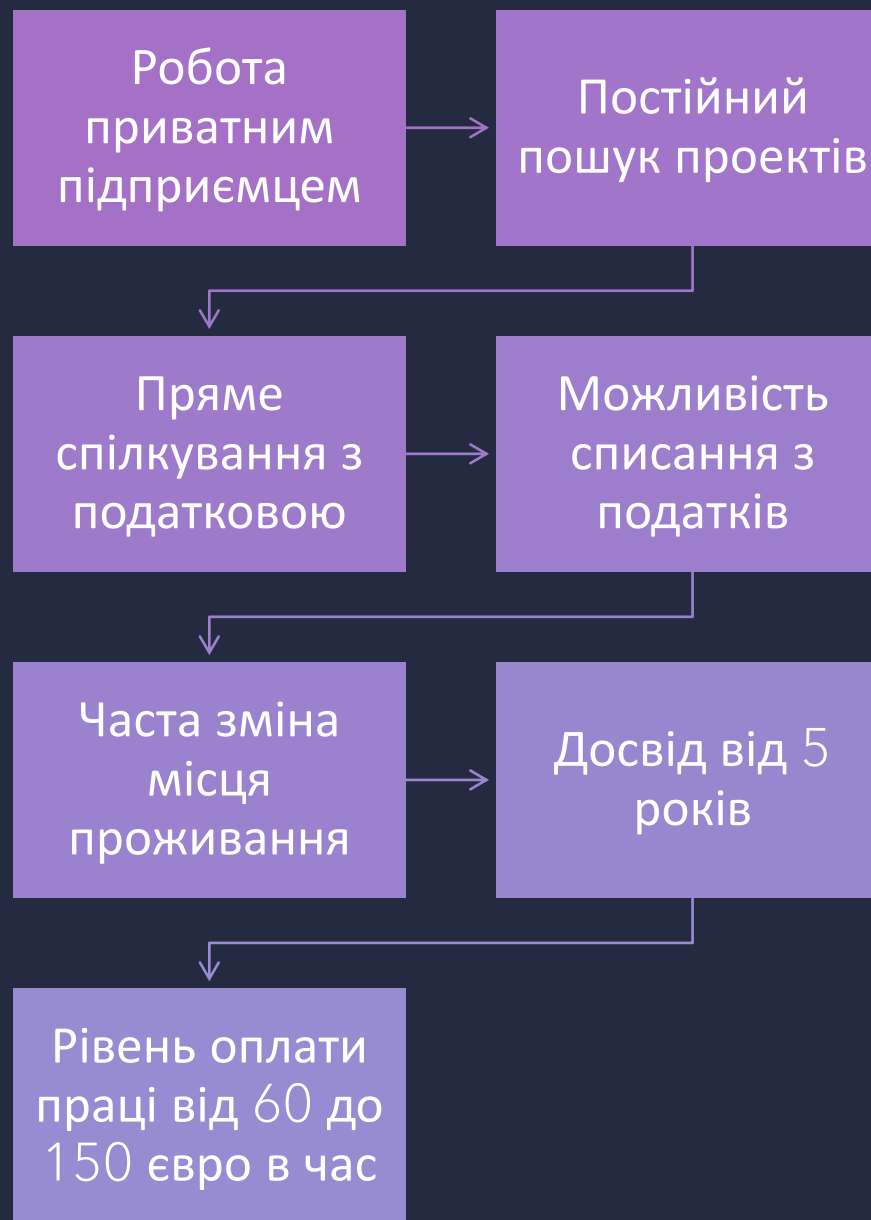 Робота
приватним
підприємцем
Постійний
пошук проектів
Пряме
спілкування з
податковою
Можливість
списання з
податків
Часта зміна
місця
проживання
Досвід від 5
років
Рівень оплати
праці від 60 до
150 євро в час